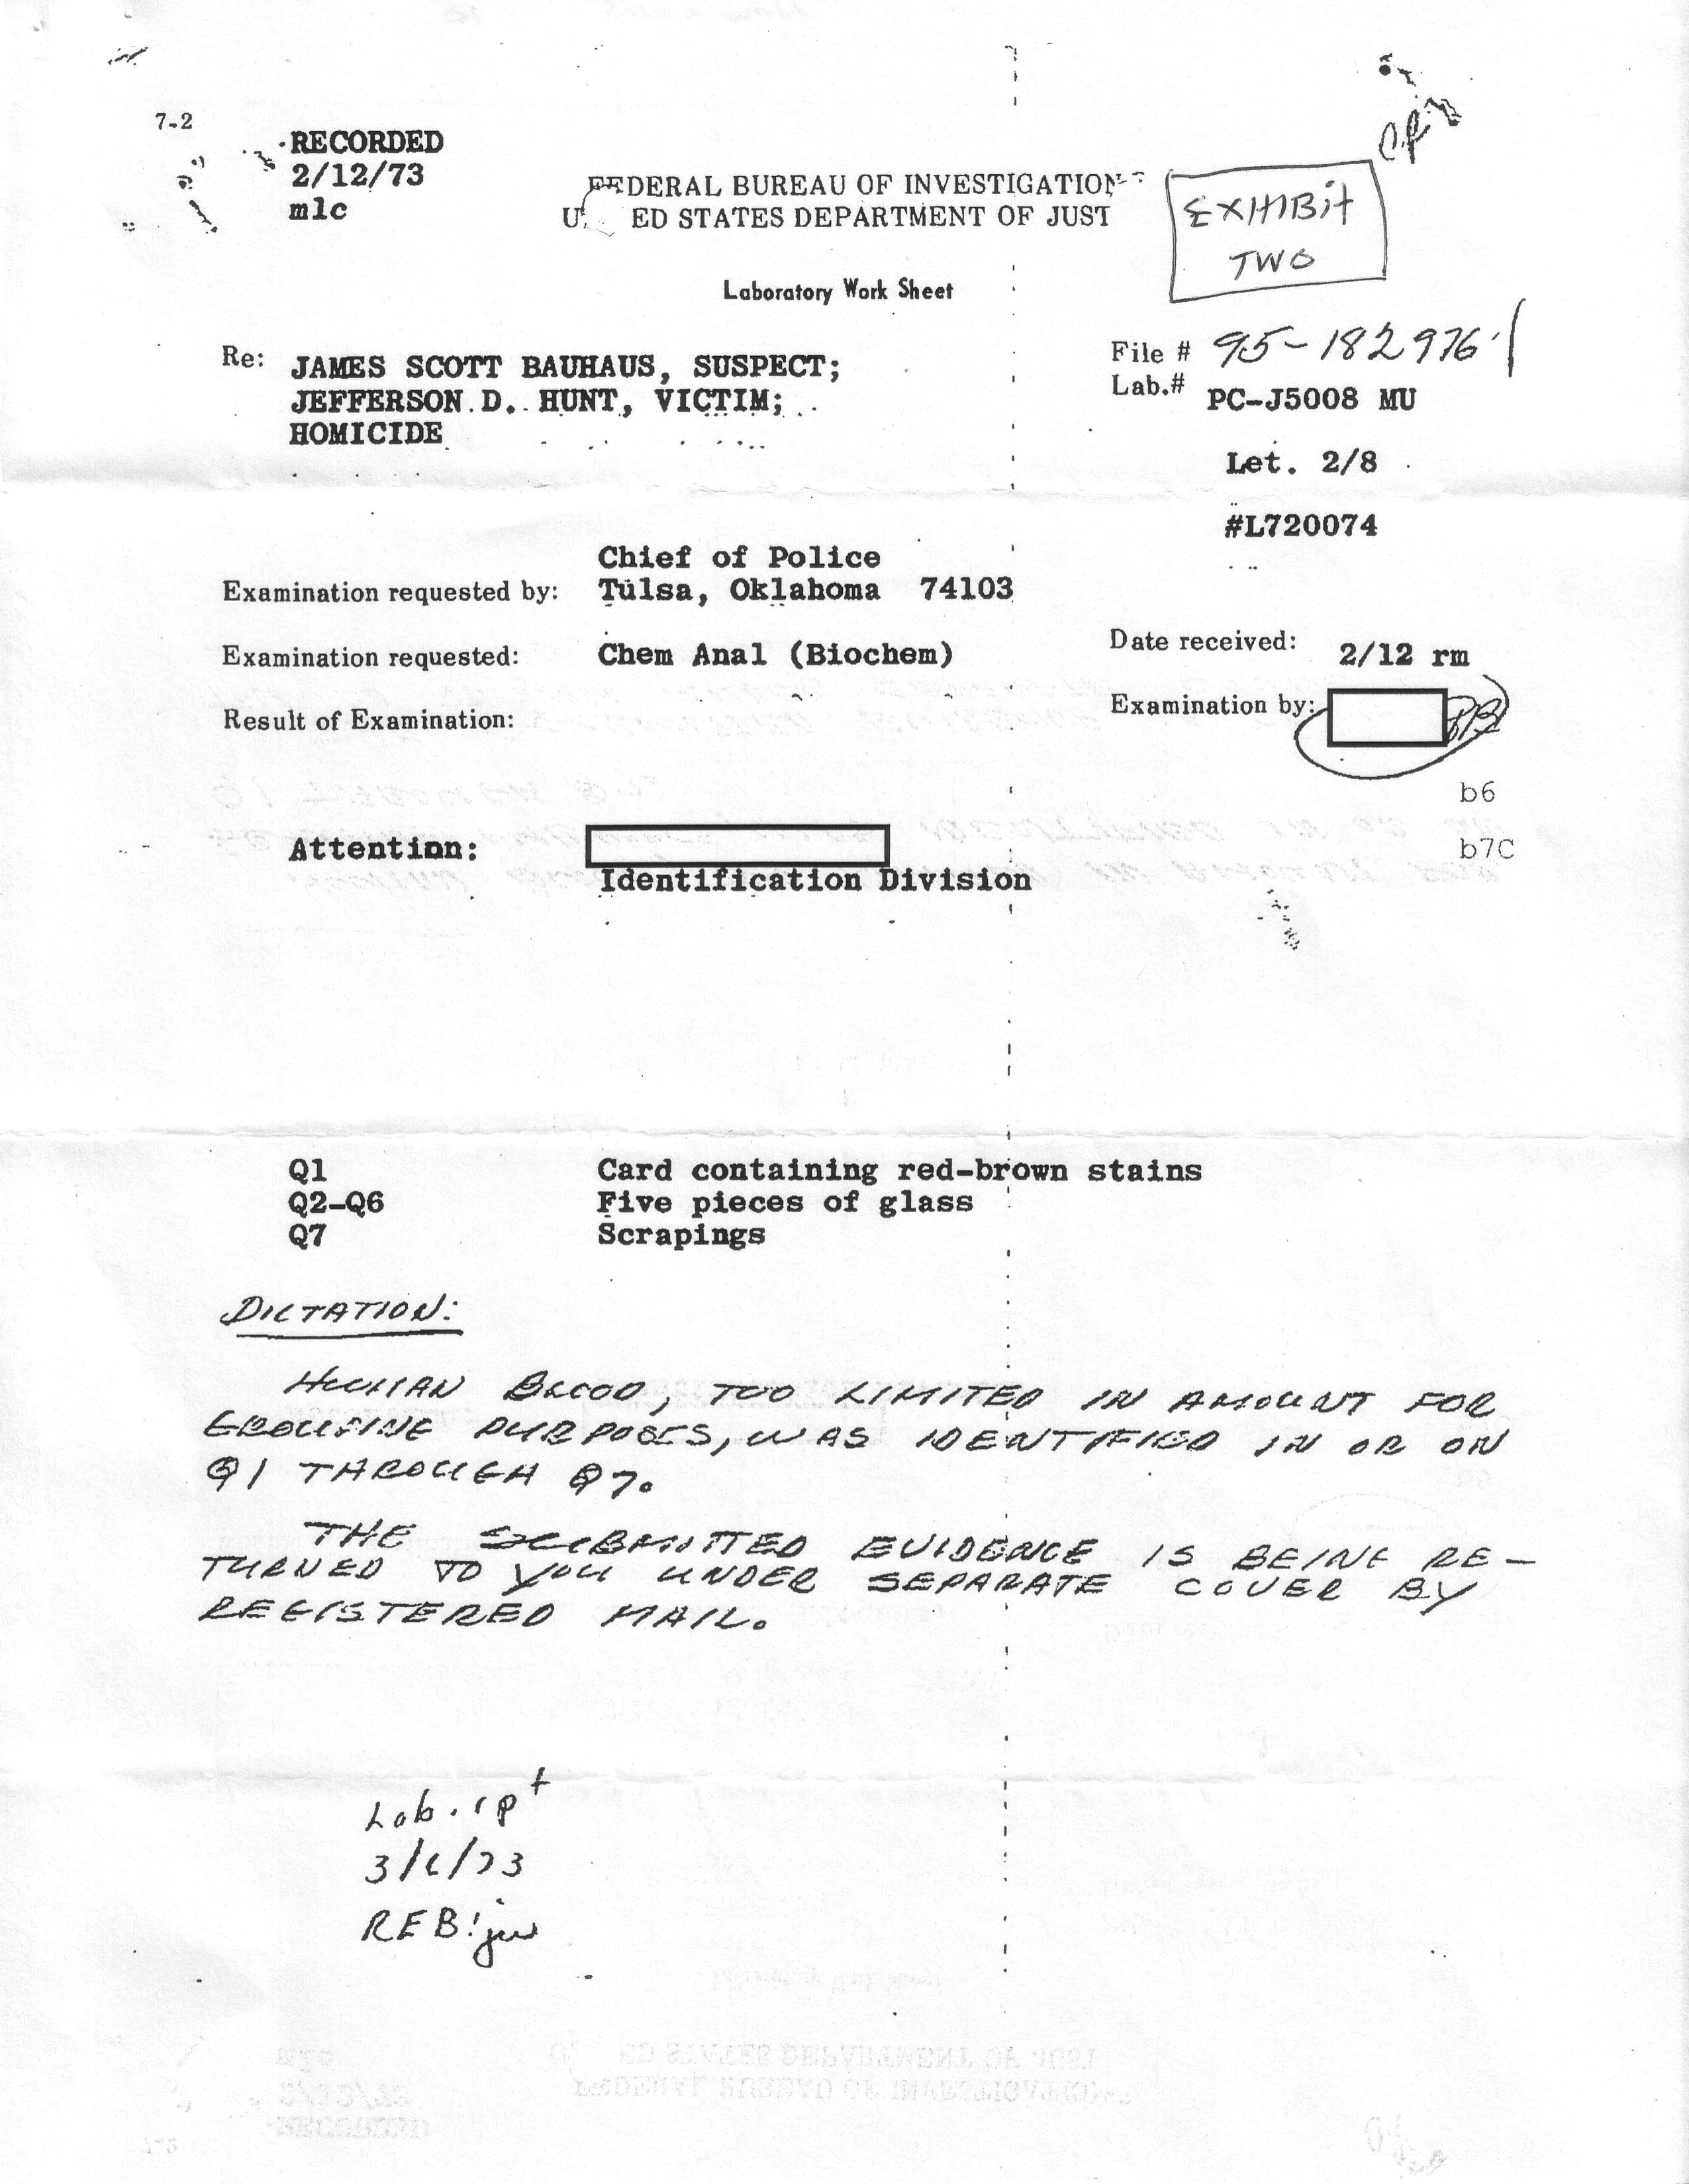 7-2
RECORDED
2/12/73
mlc
FEDERAL BUREAU OF INVESTIGATION
U ED STATES DEPARTMENT OF JUST
Laboratory Work Sheet
EXHIBiT
TWO
Re: JAMES SCOTT BAUHAUS, SUSPECT;
JEFFERSON D. HUNT, VICTIM;
HOMICIDE
File # 95-182976-1
Lab.# PC-J5008 MU
Let. 2/8
#L720074
Chief of Police
Examination requested by: Tulsa, Oklahoma 74103
Examination requested: Chem Anal (Biochem)
Date received: 2/12 rm
Result of Examination:
Examination by:
b6
b7C
Attention:
Identification Division
Q1 Card containing red-brown stains
Q2-Q6 Five pieces of glass
Q7 Scrapings
DICTATION:
HUMAN BLOOD, TOO LIMITED IN AMOUNT FOR
GROUPING PURPOSES, WAS IDENTIFIED IN OR ON
Q1 THROUGH Q7.
THE SUBMITTED EVIDENCE IS BEING RE-
TURNED TO YOU UNDER SEPARATE COVER BY
REGISTERED MAIL.
Lab. rpt
REB:jw